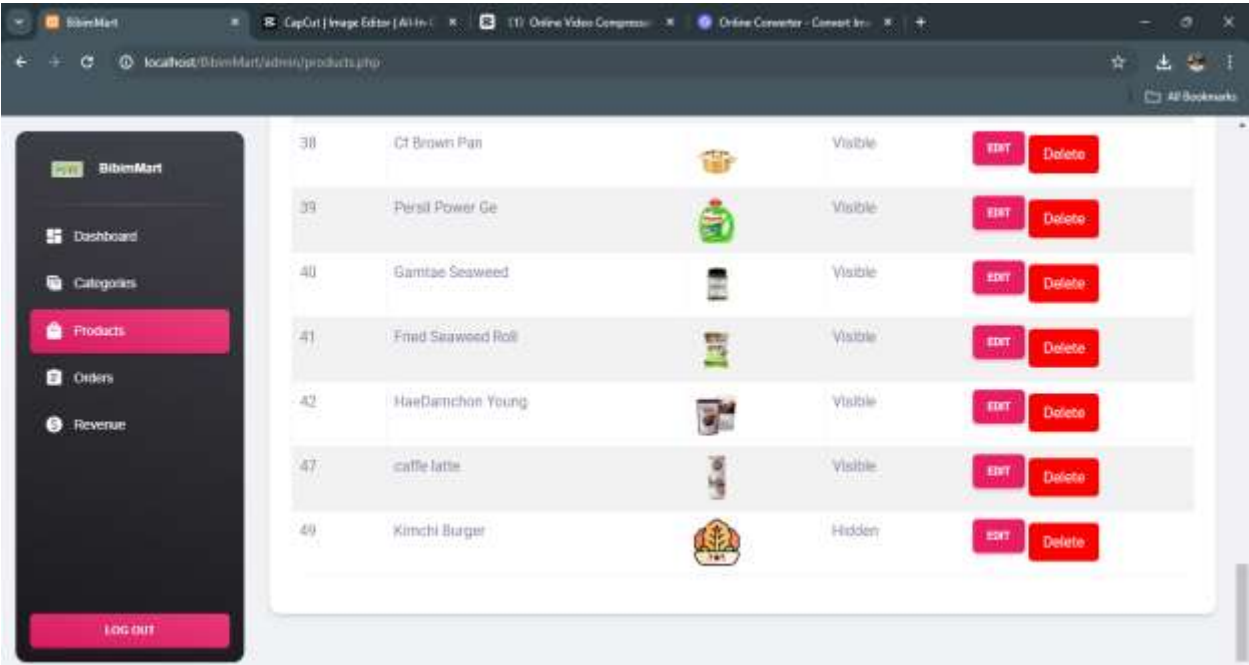 BibimMart
CapCut | Image Editor | All-In-
(1) Online Video Compresso
Online Converter - Convert Im
localhost/BibimMart/admin/products.php
All Bookmarks
BibimMart
Dashboard
Categories
Products
Orders
Revenue
LOG OUT
38 Cf Brown Pan Visible EDIT Delete
39 Persil Power Ge Visible EDIT Delete
40 Gamtae Seaweed Visible EDIT Delete
41 Fried Seaweed Roll Visible EDIT Delete
42 HaeDamchon Young Visible EDIT Delete
47 caffe latte Visible EDIT Delete
49 Kimchi Burger Hidden EDIT Delete